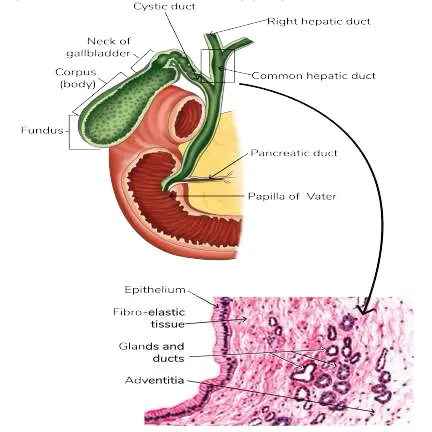 Cystic duct
Right hepatic duct
Neck of
gallbladder
Corpus
(body)
Common hepatic duct
Fundus
Pancreatic duct
Papilla of Vater
Epithelium
Fibro-elastic
tissue
Glands and
ducts
Adventitia